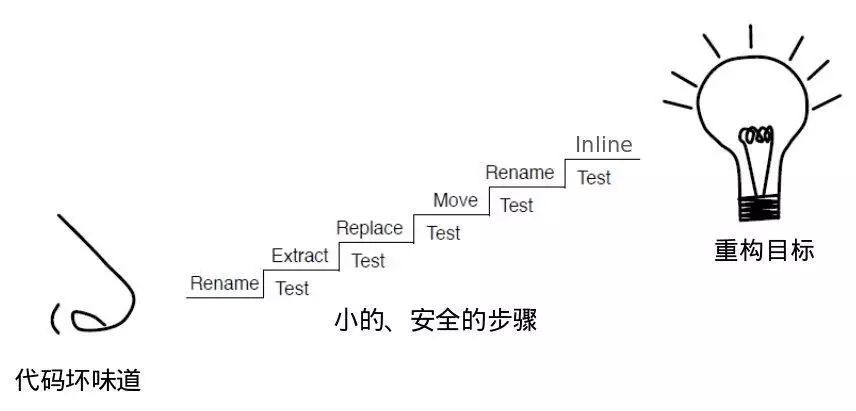 Inline
Rename Test
Move Test
Replace Test
Extract Test
Rename Test
小的、安全的步骤
代码坏味道
重构目标